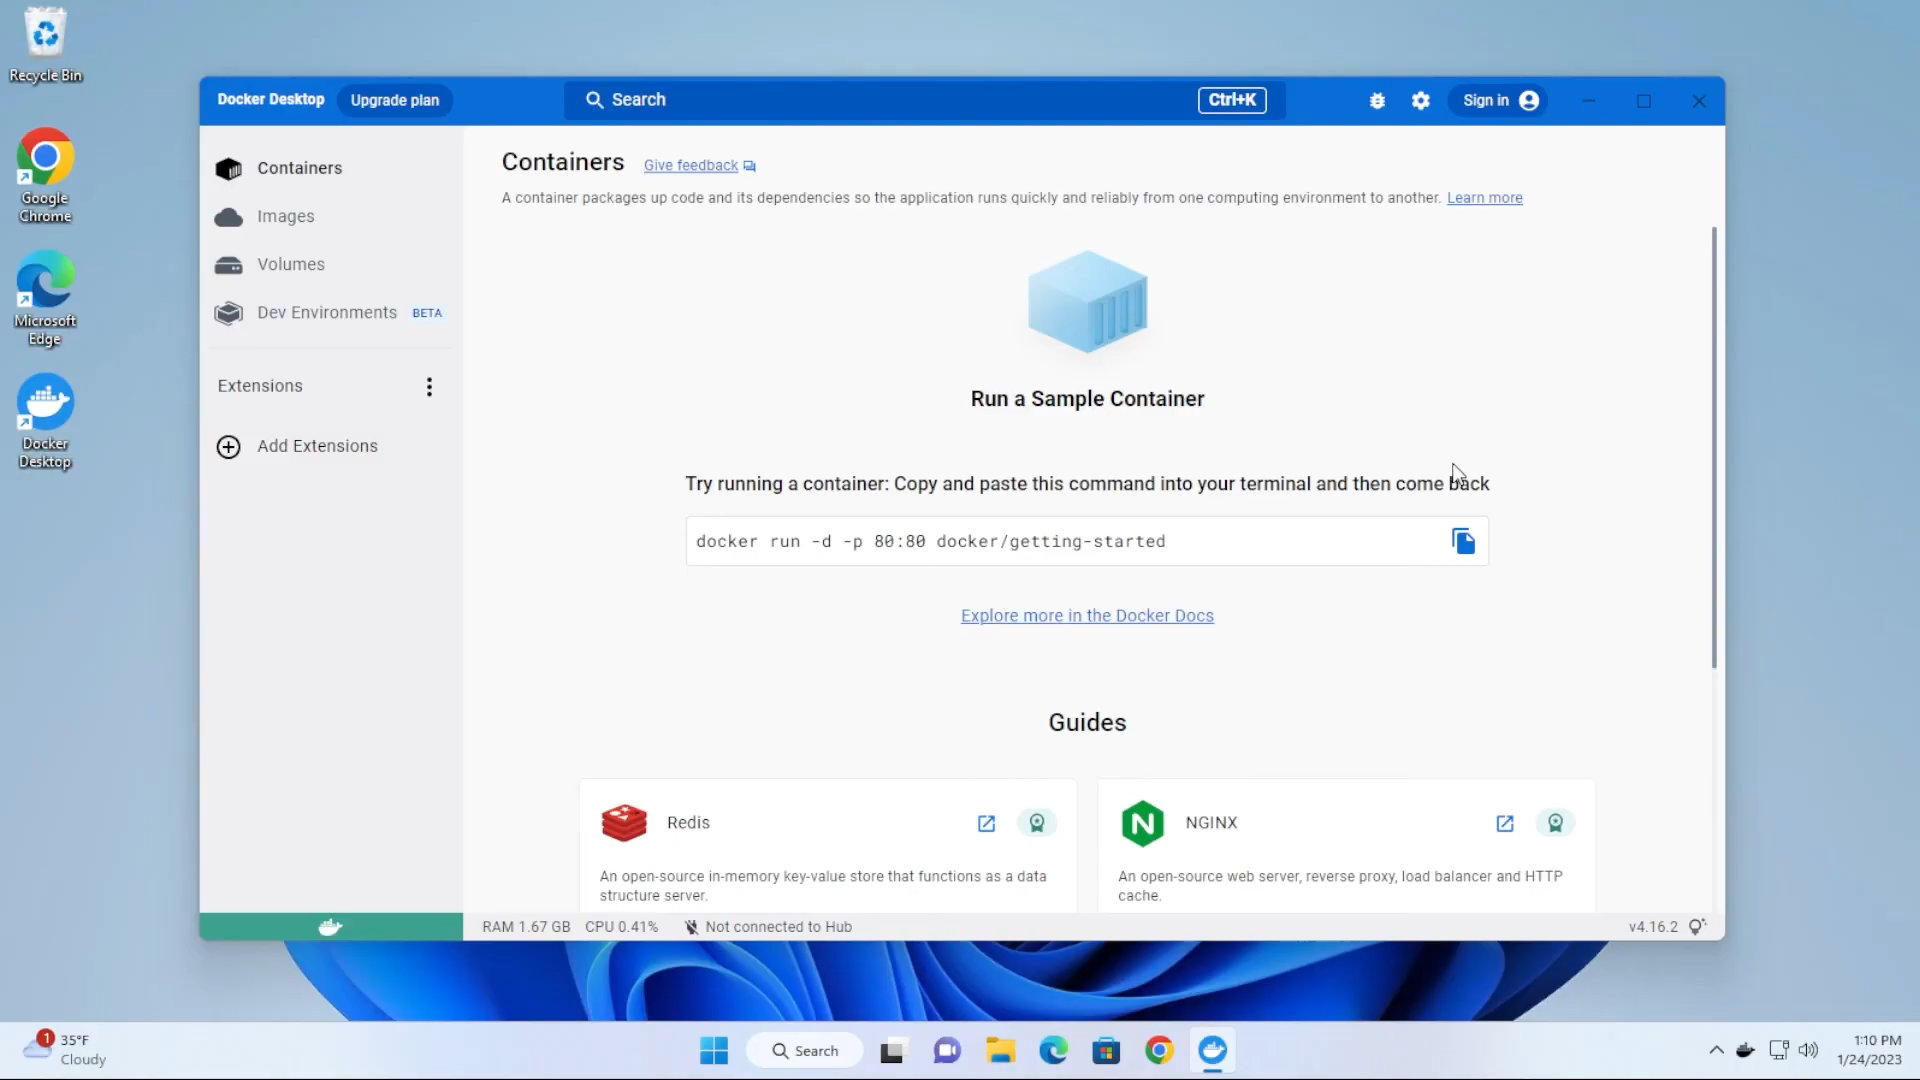 Recycle Bin
Google
Chrome
Microsoft
Edge
Docker
Desktop
Docker Desktop
Upgrade plan
Search
Ctrl+K
Sign in
Containers
Images
Volumes
Dev Environments BETA
Extensions
Add Extensions
Containers Give feedback
A container packages up code and its dependencies so the application runs quickly and reliably from one computing environment to another. Learn more
Run a Sample Container
Try running a container: Copy and paste this command into your terminal and then come back
docker run -d -p 80:80 docker/getting-started
Explore more in the Docker Docs
Guides
Redis
An open-source in-memory key-value store that functions as a data
structure server.
NGINX
An open-source web server, reverse proxy, load balancer and HTTP
cache.
RAM 1.67 GB CPU 0.41% Not connected to Hub
v4.16.2
1
35°F
Cloudy
Search
1:10 PM
1/24/2023